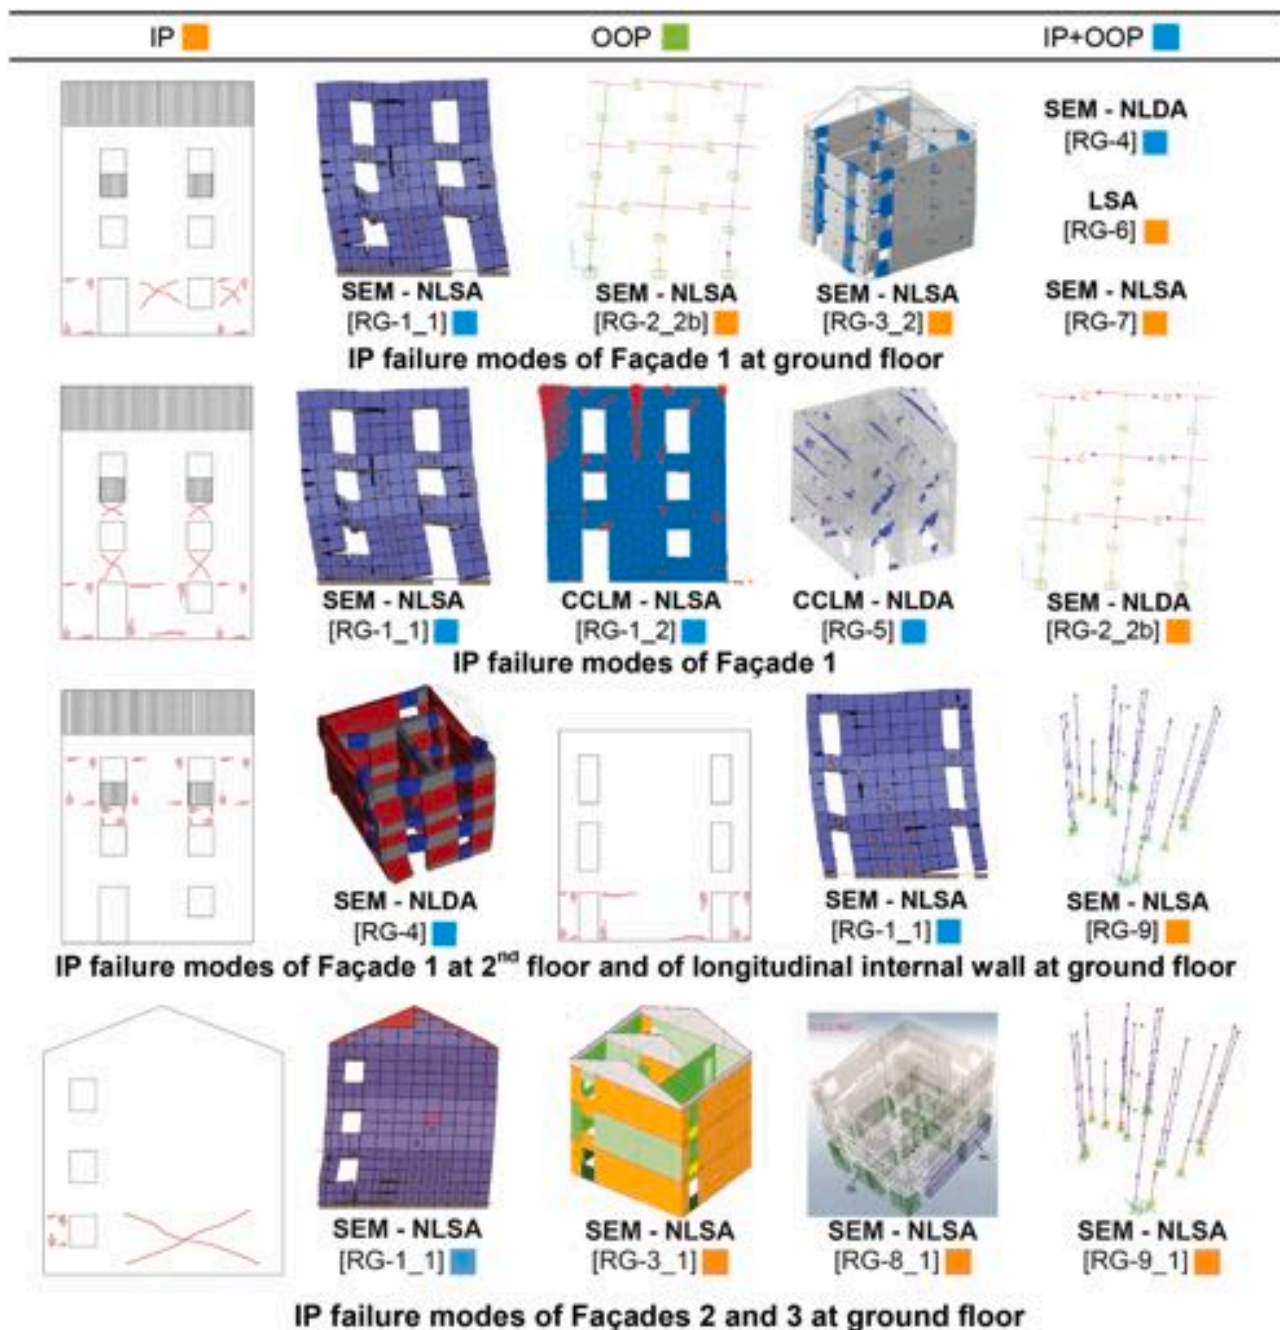 IP OOP IP+OOP
SEM - NLDA
[RG-4]
LSA
[RG-6]
SEM - NLSA SEM - NLSA SEM - NLSA SEM - NLSA
[RG-1_1] [RG-2_2b] [RG-3_2] [RG-7]
IP failure modes of Façade 1 at ground floor
SEM - NLSA CCLM - NLSA CCLM - NLDA SEM - NLDA
[RG-1_1] [RG-1_2] [RG-5] [RG-2_2b]
IP failure modes of Façade 1
SEM - NLDA SEM - NLSA SEM - NLSA
[RG-4] [RG-1_1] [RG-9]
IP failure modes of Façade 1 at 2nd floor and of longitudinal internal wall at ground floor
SEM - NLSA SEM - NLSA SEM - NLSA SEM - NLSA
[RG-1_1] [RG-3_1] [RG-8_1] [RG-9_1]
IP failure modes of Façades 2 and 3 at ground floor